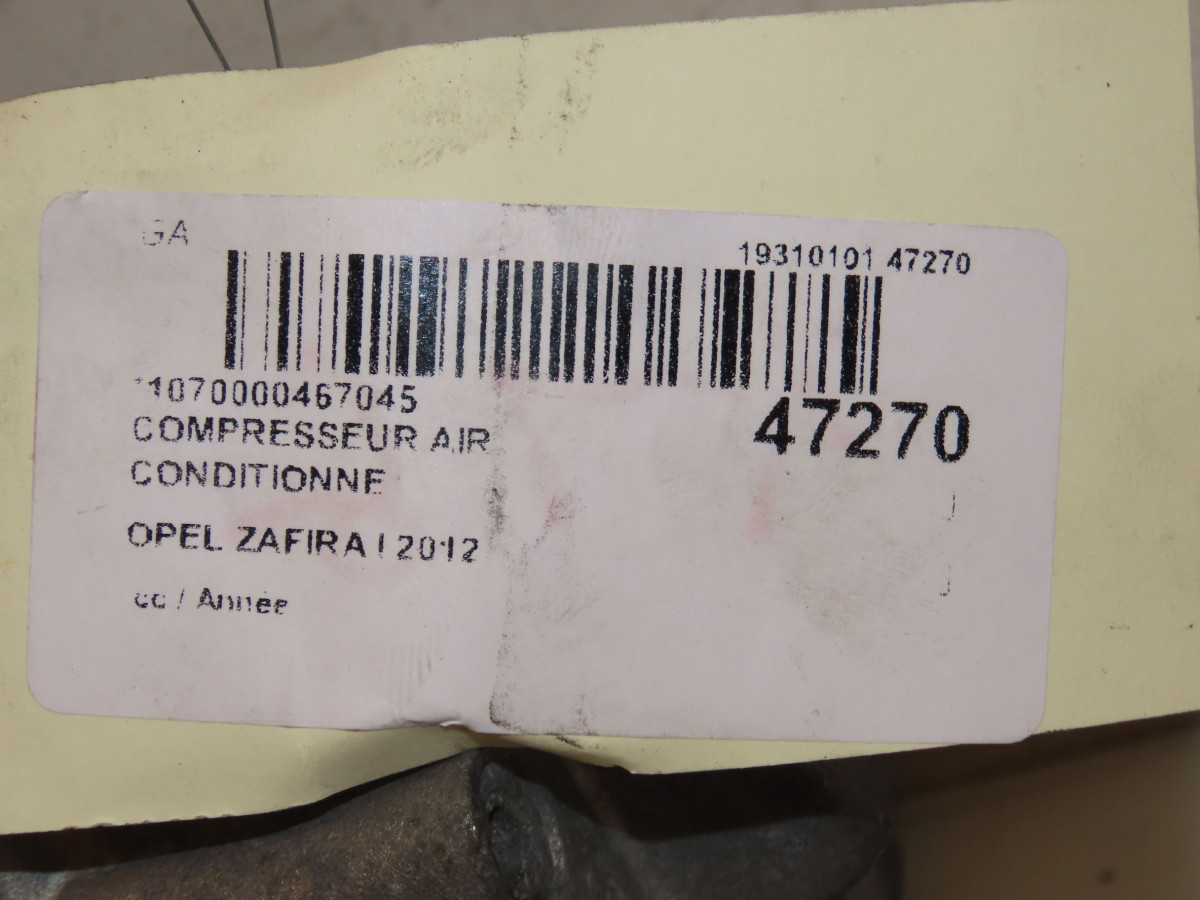 GA
19310101 47270
*1070000467045
47270
COMPRESSEUR AIR
CONDITIONNE
OPEL ZAFIRA I 2012
cc / Année